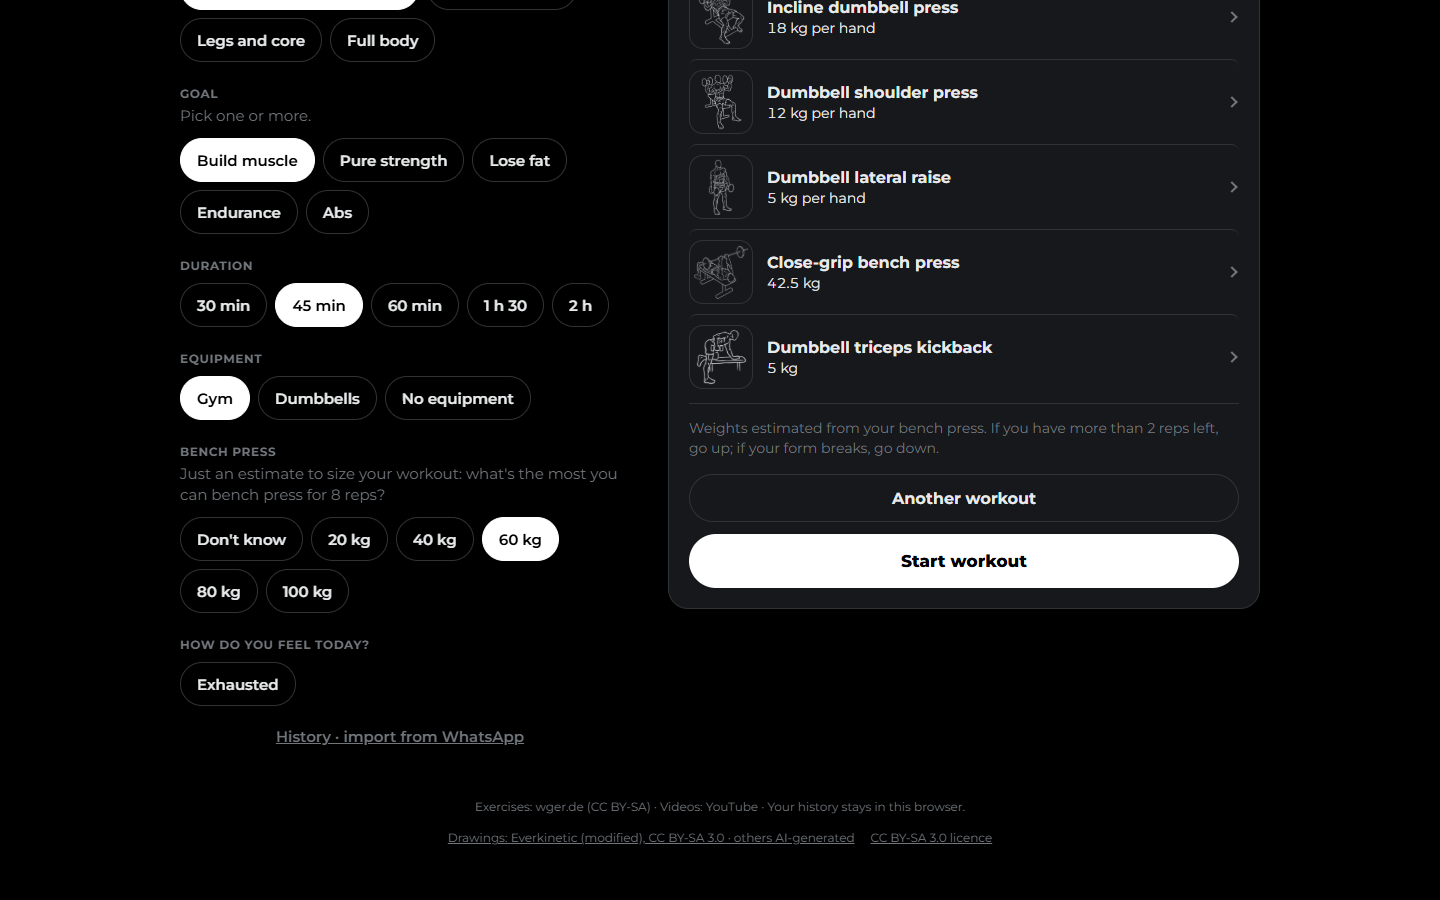 Legs and core
Full body
GOAL
Pick one or more.
Build muscle
Pure strength
Lose fat
Endurance
Abs
DURATION
30 min
45 min
60 min
1 h 30
2 h
EQUIPMENT
Gym
Dumbbells
No equipment
BENCH PRESS
Just an estimate to size your workout: what's the most you
can bench press for 8 reps?
Don't know
20 kg
40 kg
60 kg
80 kg
100 kg
HOW DO YOU FEEL TODAY?
Exhausted
History · import from WhatsApp
Incline dumbbell press
18 kg per hand
Dumbbell shoulder press
12 kg per hand
Dumbbell lateral raise
5 kg per hand
Close-grip bench press
42.5 kg
Dumbbell triceps kickback
5 kg
Weights estimated from your bench press. If you have more than 2 reps left,
go up; if your form breaks, go down.
Another workout
Start workout
Exercises: wger.de (CC BY-SA) · Videos: YouTube · Your history stays in this browser.
Drawings: Everkinetic (modified), CC BY-SA 3.0 · others AI-generated
CC BY-SA 3.0 licence